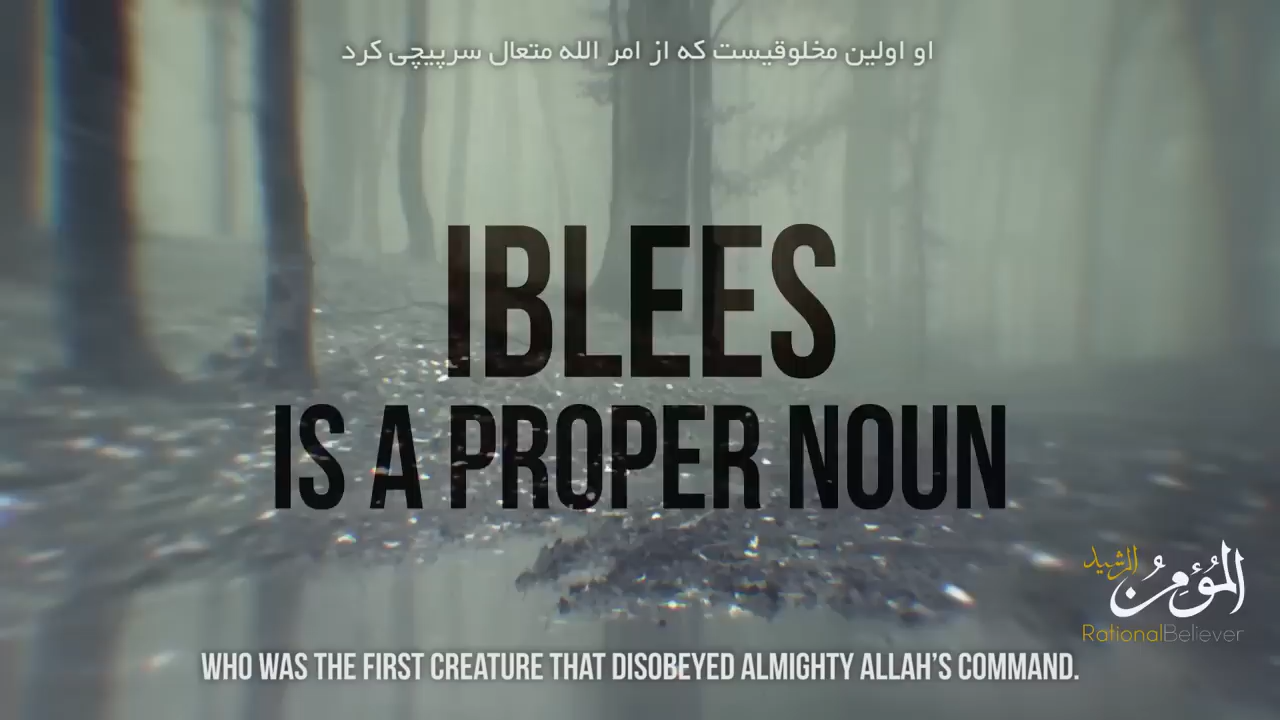 او اولین مخلوقیست که از امر الله متعال سرپیچی کرد
IBLEES
IS A PROPER NOUN
المؤمن الرشيد
RationalBeliever
WHO WAS THE FIRST CREATURE THAT DISOBEYED ALMIGHTY ALLAH'S COMMAND.